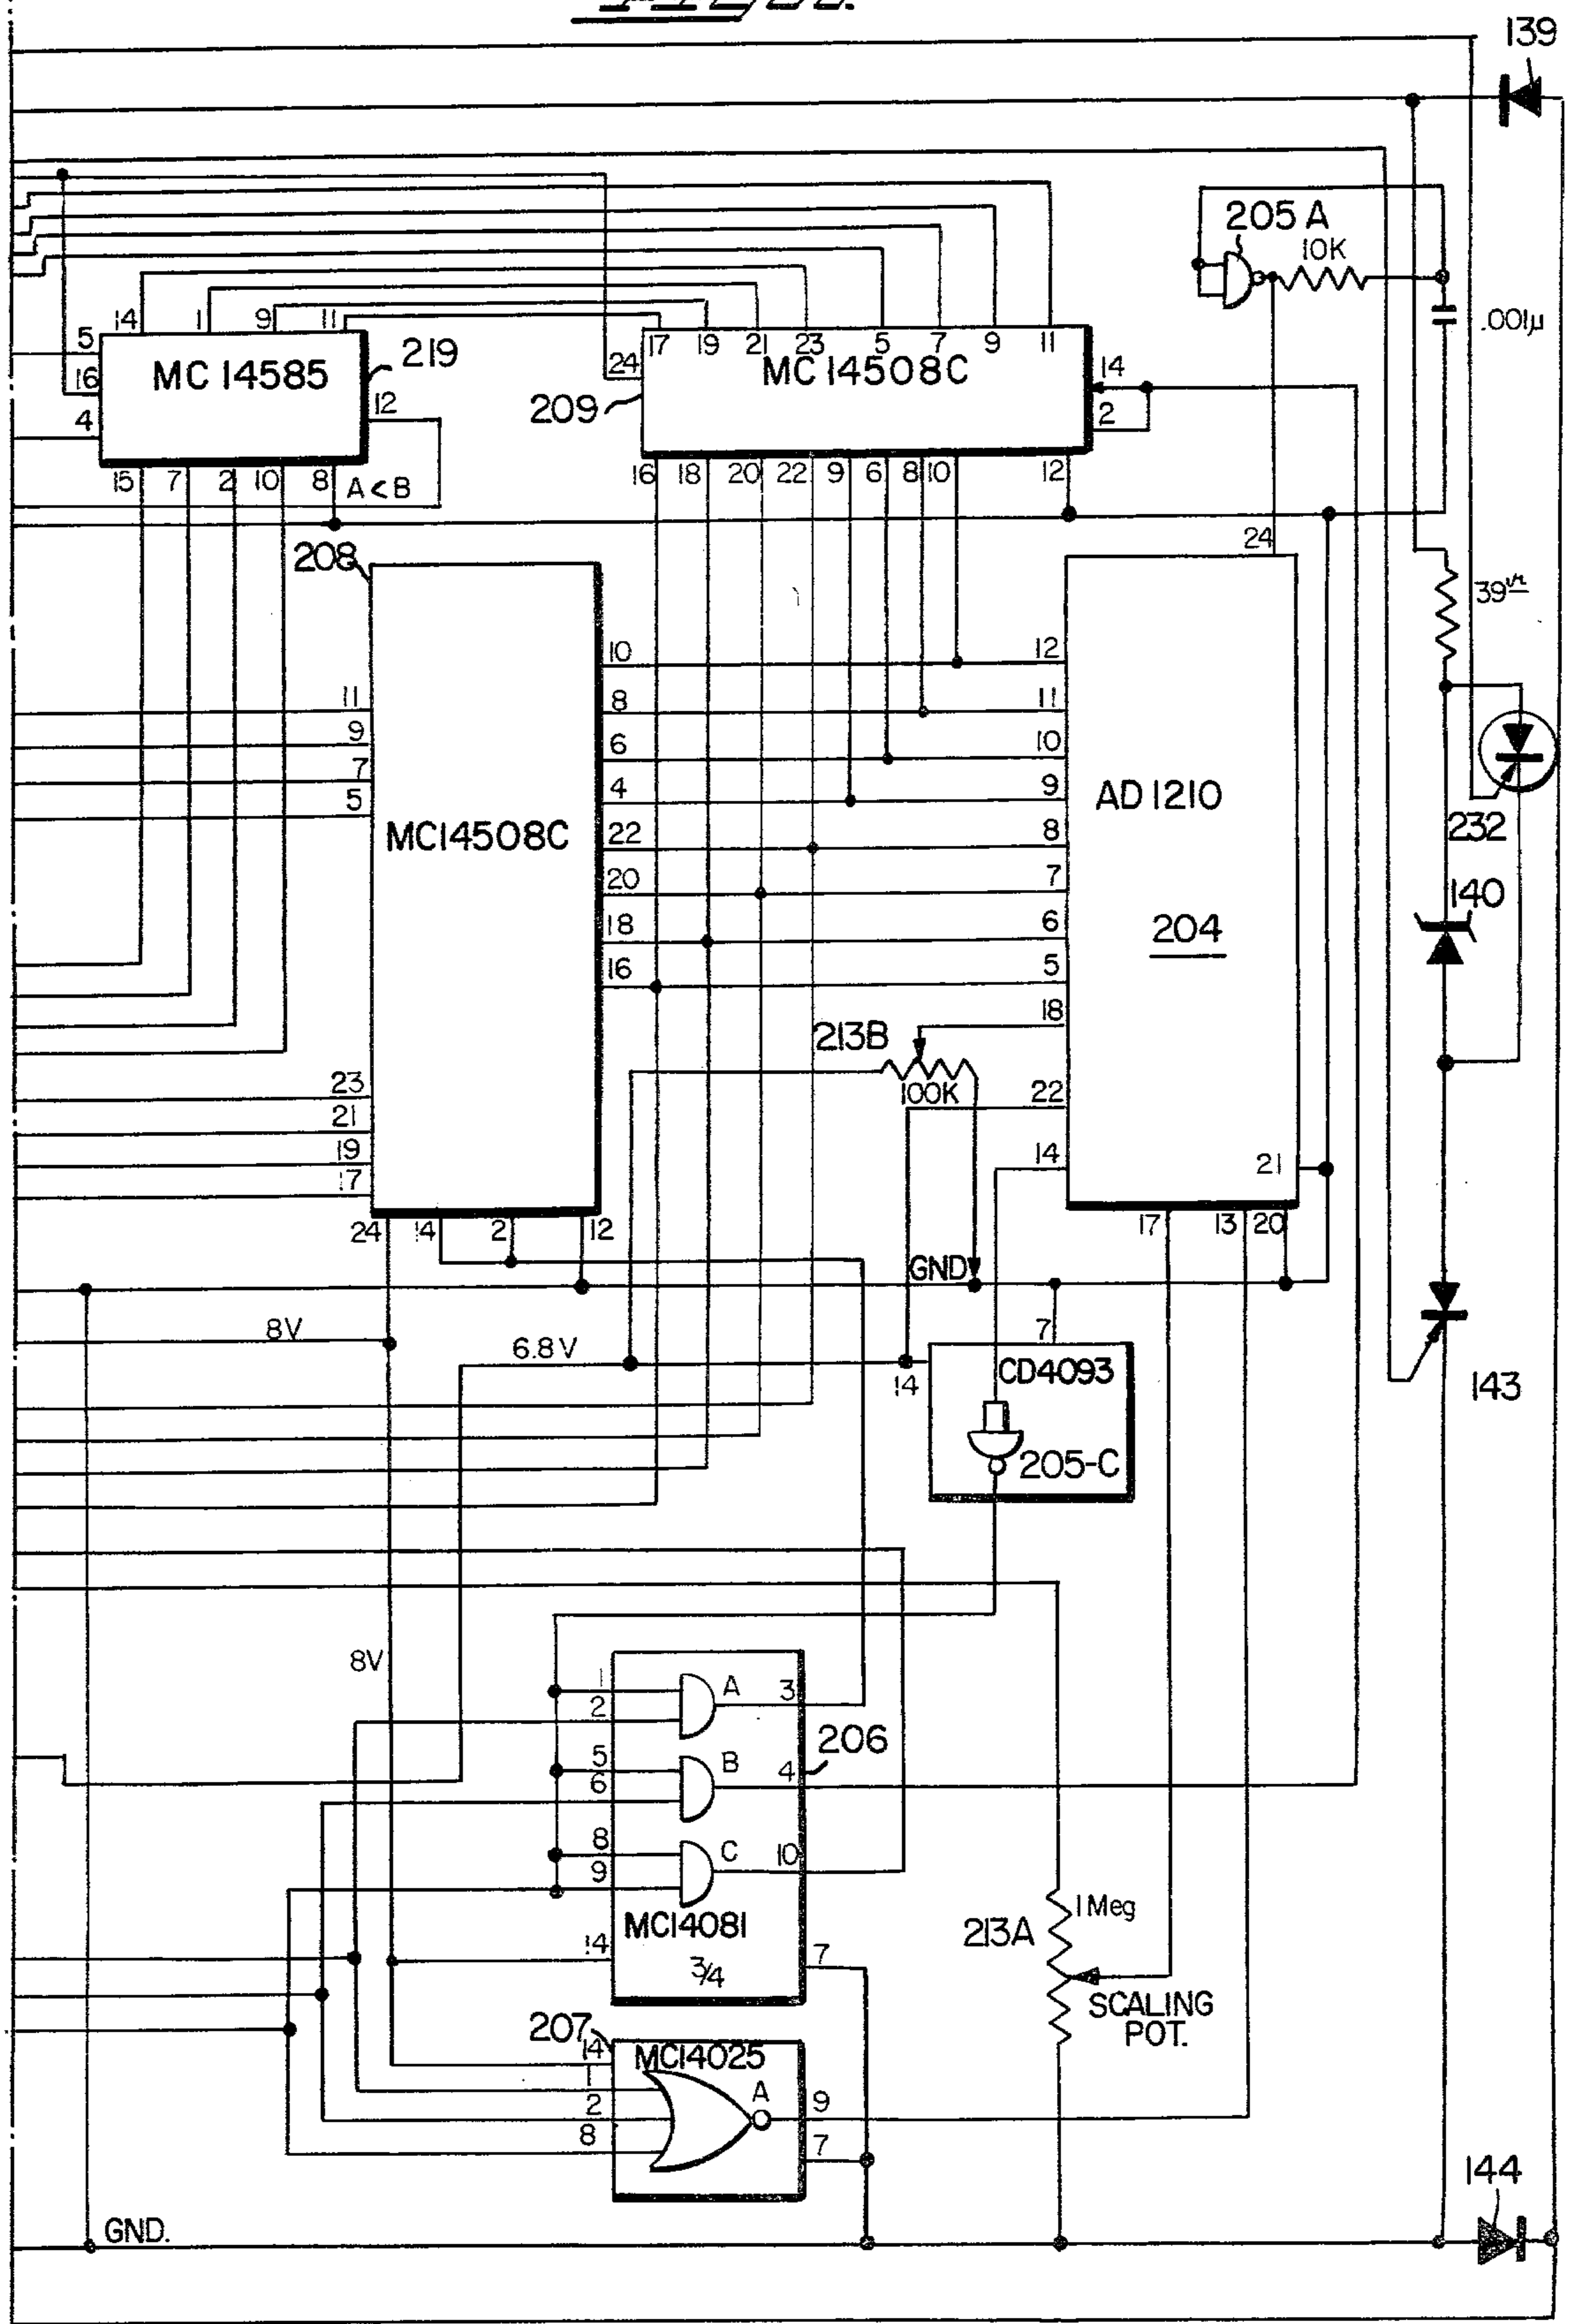 139
205 A
10K
.001µ
14 1 9 11
5
16
4
MC 14585
219
12
15 7 2 10 8
A < B
24
17 19 21 23 5 7 9 11
MC 14508C
14
2
209
16 18 20 22 9 6 8 10 12
208
24
39
10 12
8 11
6 10
4 9
22 8
20 7
18 6
16 5
11
9
7
5
MC14508C
AD 1210
204
232
140
18
213B
100K
22
14
21
23
21
19
17
24 14 2 12
17 13 20
GND
8V
6.8 V
7
14
CD4093
205-C
143
8V
1
2
A
3
206
5
6
B
4
8
9
C
10
MC14081
3/4
14
7
213A
1 Meg
SCALING
POT.
207
14
MC14025
1
2
8
A
9
7
144
GND.